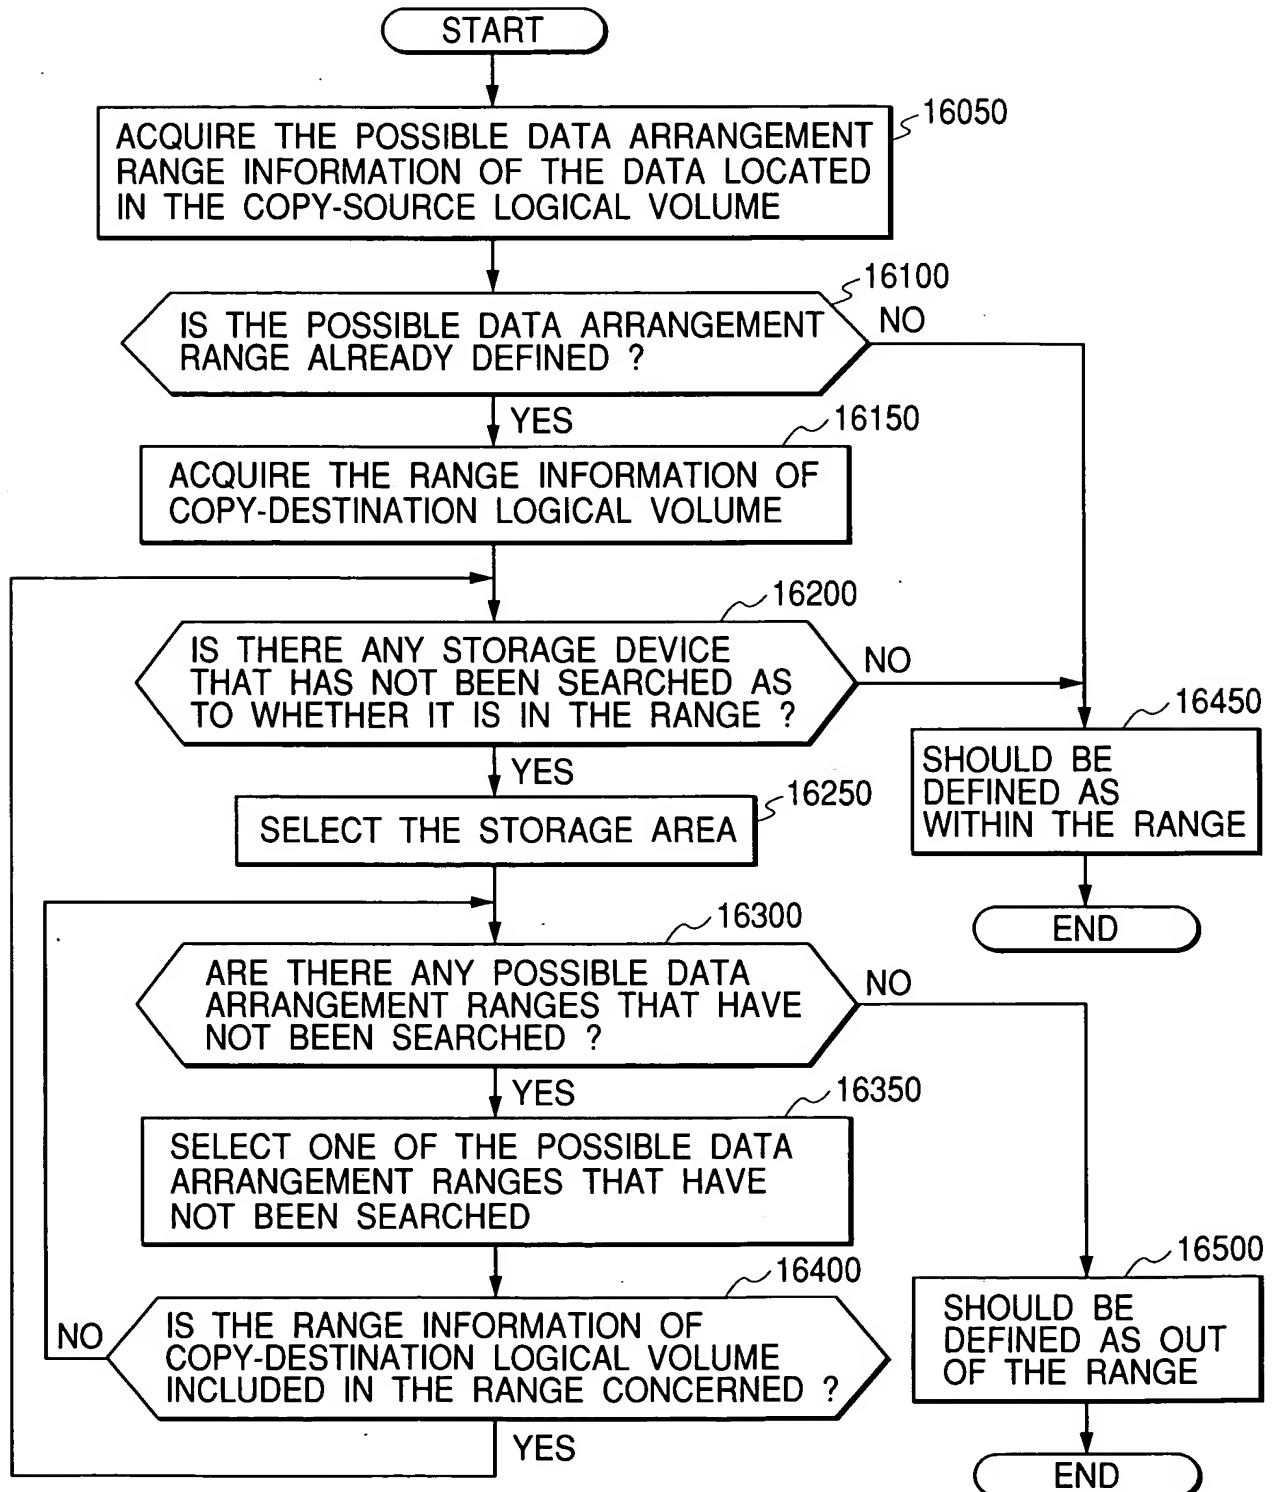 START
16050
ACQUIRE THE POSSIBLE DATA ARRANGEMENT
RANGE INFORMATION OF THE DATA LOCATED
IN THE COPY-SOURCE LOGICAL VOLUME
16100
IS THE POSSIBLE DATA ARRANGEMENT
RANGE ALREADY DEFINED ?
NO
YES
16150
ACQUIRE THE RANGE INFORMATION OF
COPY-DESTINATION LOGICAL VOLUME
16200
IS THERE ANY STORAGE DEVICE
THAT HAS NOT BEEN SEARCHED AS
TO WHETHER IT IS IN THE RANGE ?
NO
YES
16450
SHOULD BE
DEFINED AS
WITHIN THE RANGE
END
16250
SELECT THE STORAGE AREA
16300
ARE THERE ANY POSSIBLE DATA
ARRANGEMENT RANGES THAT HAVE
NOT BEEN SEARCHED ?
NO
YES
16350
SELECT ONE OF THE POSSIBLE DATA
ARRANGEMENT RANGES THAT HAVE
NOT BEEN SEARCHED
16400
IS THE RANGE INFORMATION OF
COPY-DESTINATION LOGICAL VOLUME
INCLUDED IN THE RANGE CONCERNED ?
NO
YES
16500
SHOULD BE
DEFINED AS OUT
OF THE RANGE
END